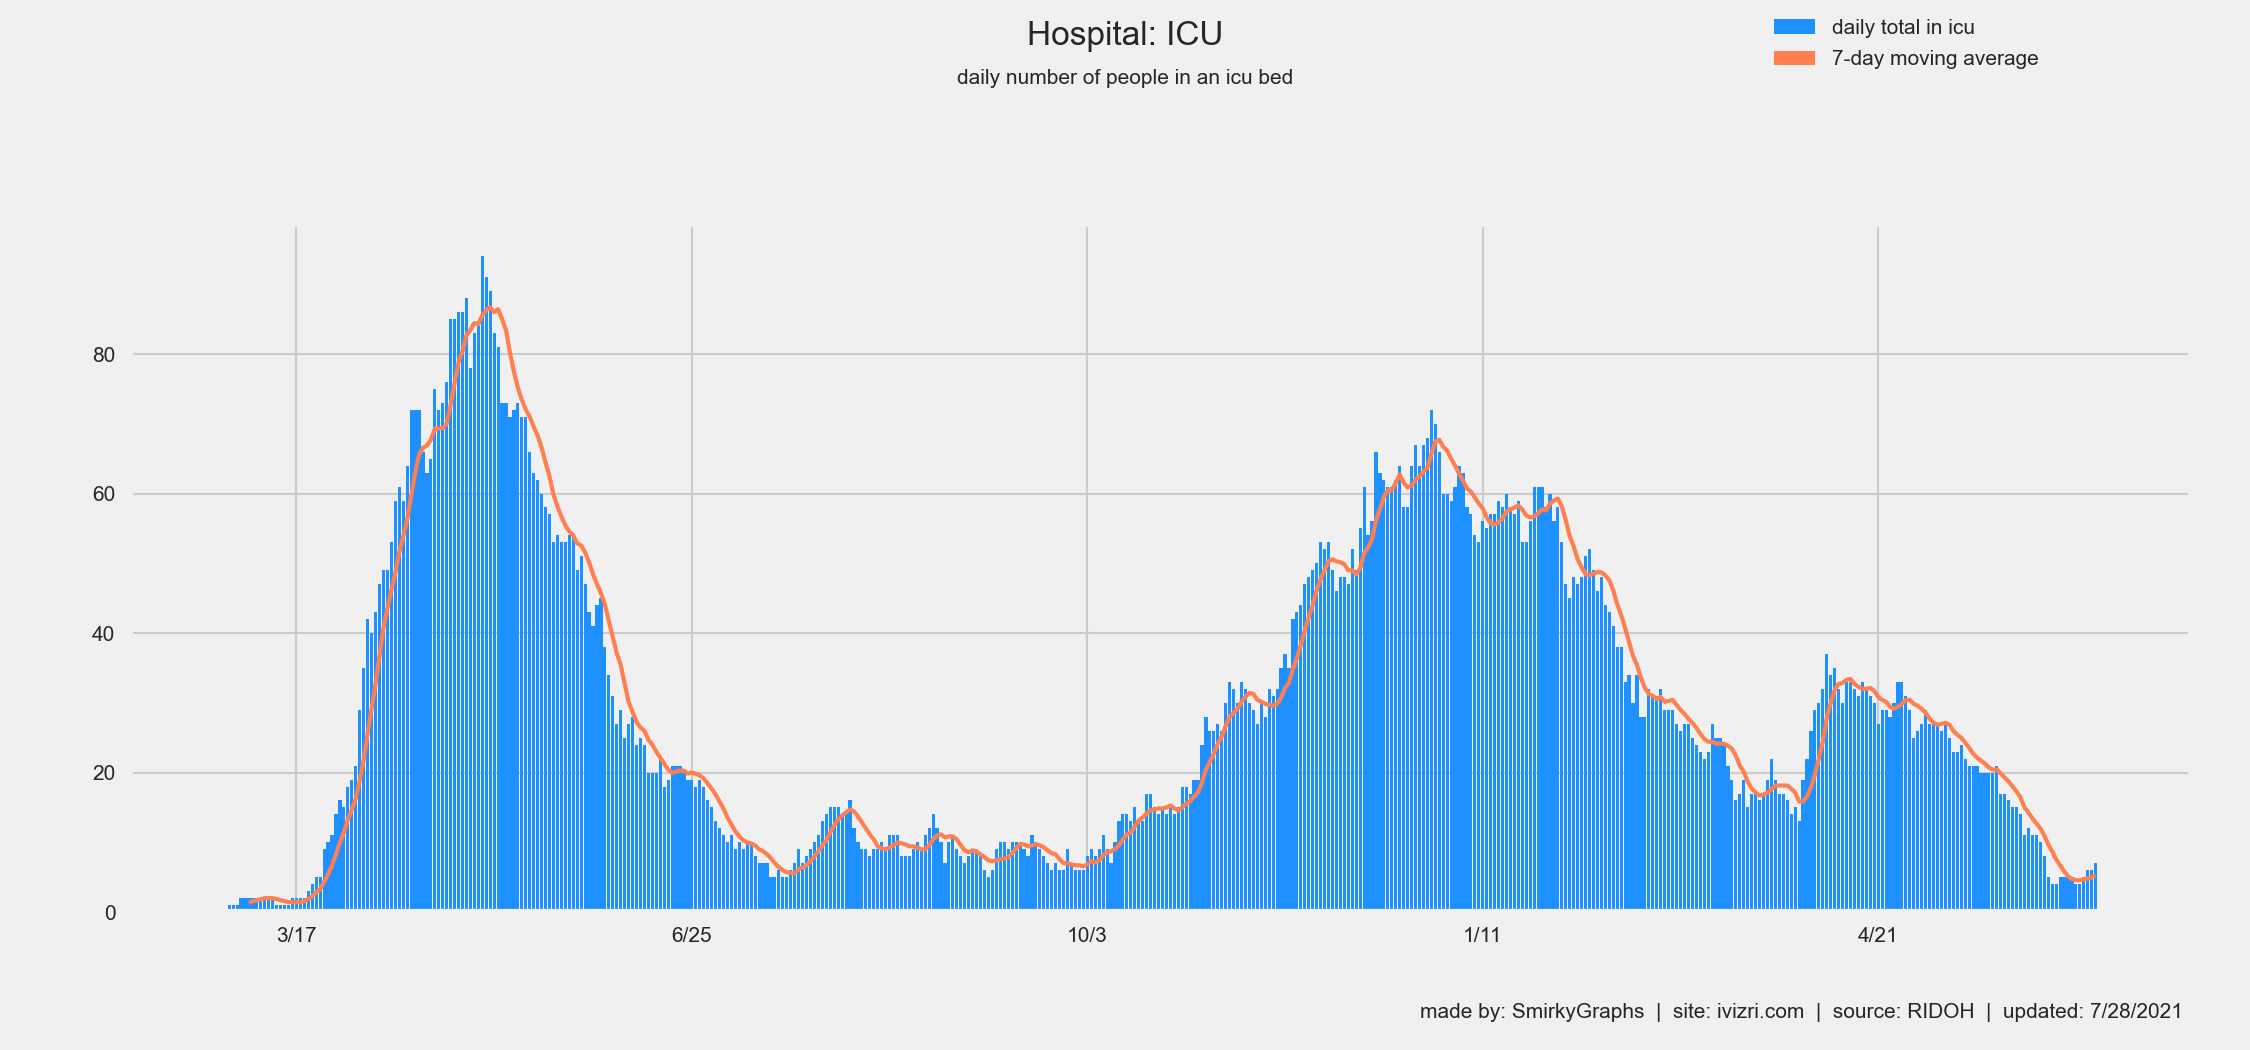 Hospital: ICU
daily number of people in an icu bed
daily total in icu
7-day moving average
80
60
40
20
0
3/17 6/25 10/3 1/11 4/21
made by: SmirkyGraphs | site: ivizri.com | source: RIDOH | updated: 7/28/2021